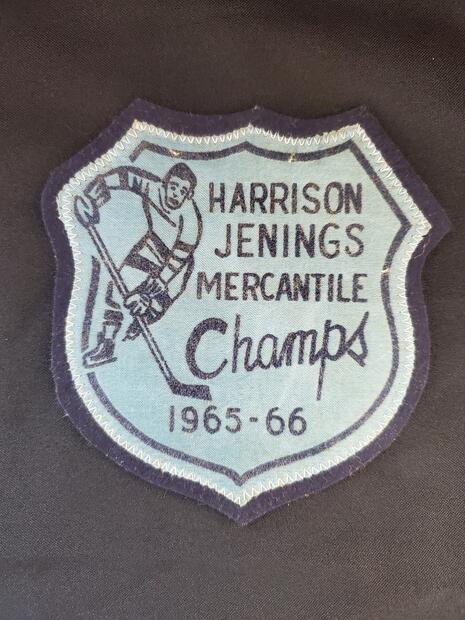 HARRISON
JENINGS
MERCANTILE
Champs
1965-66